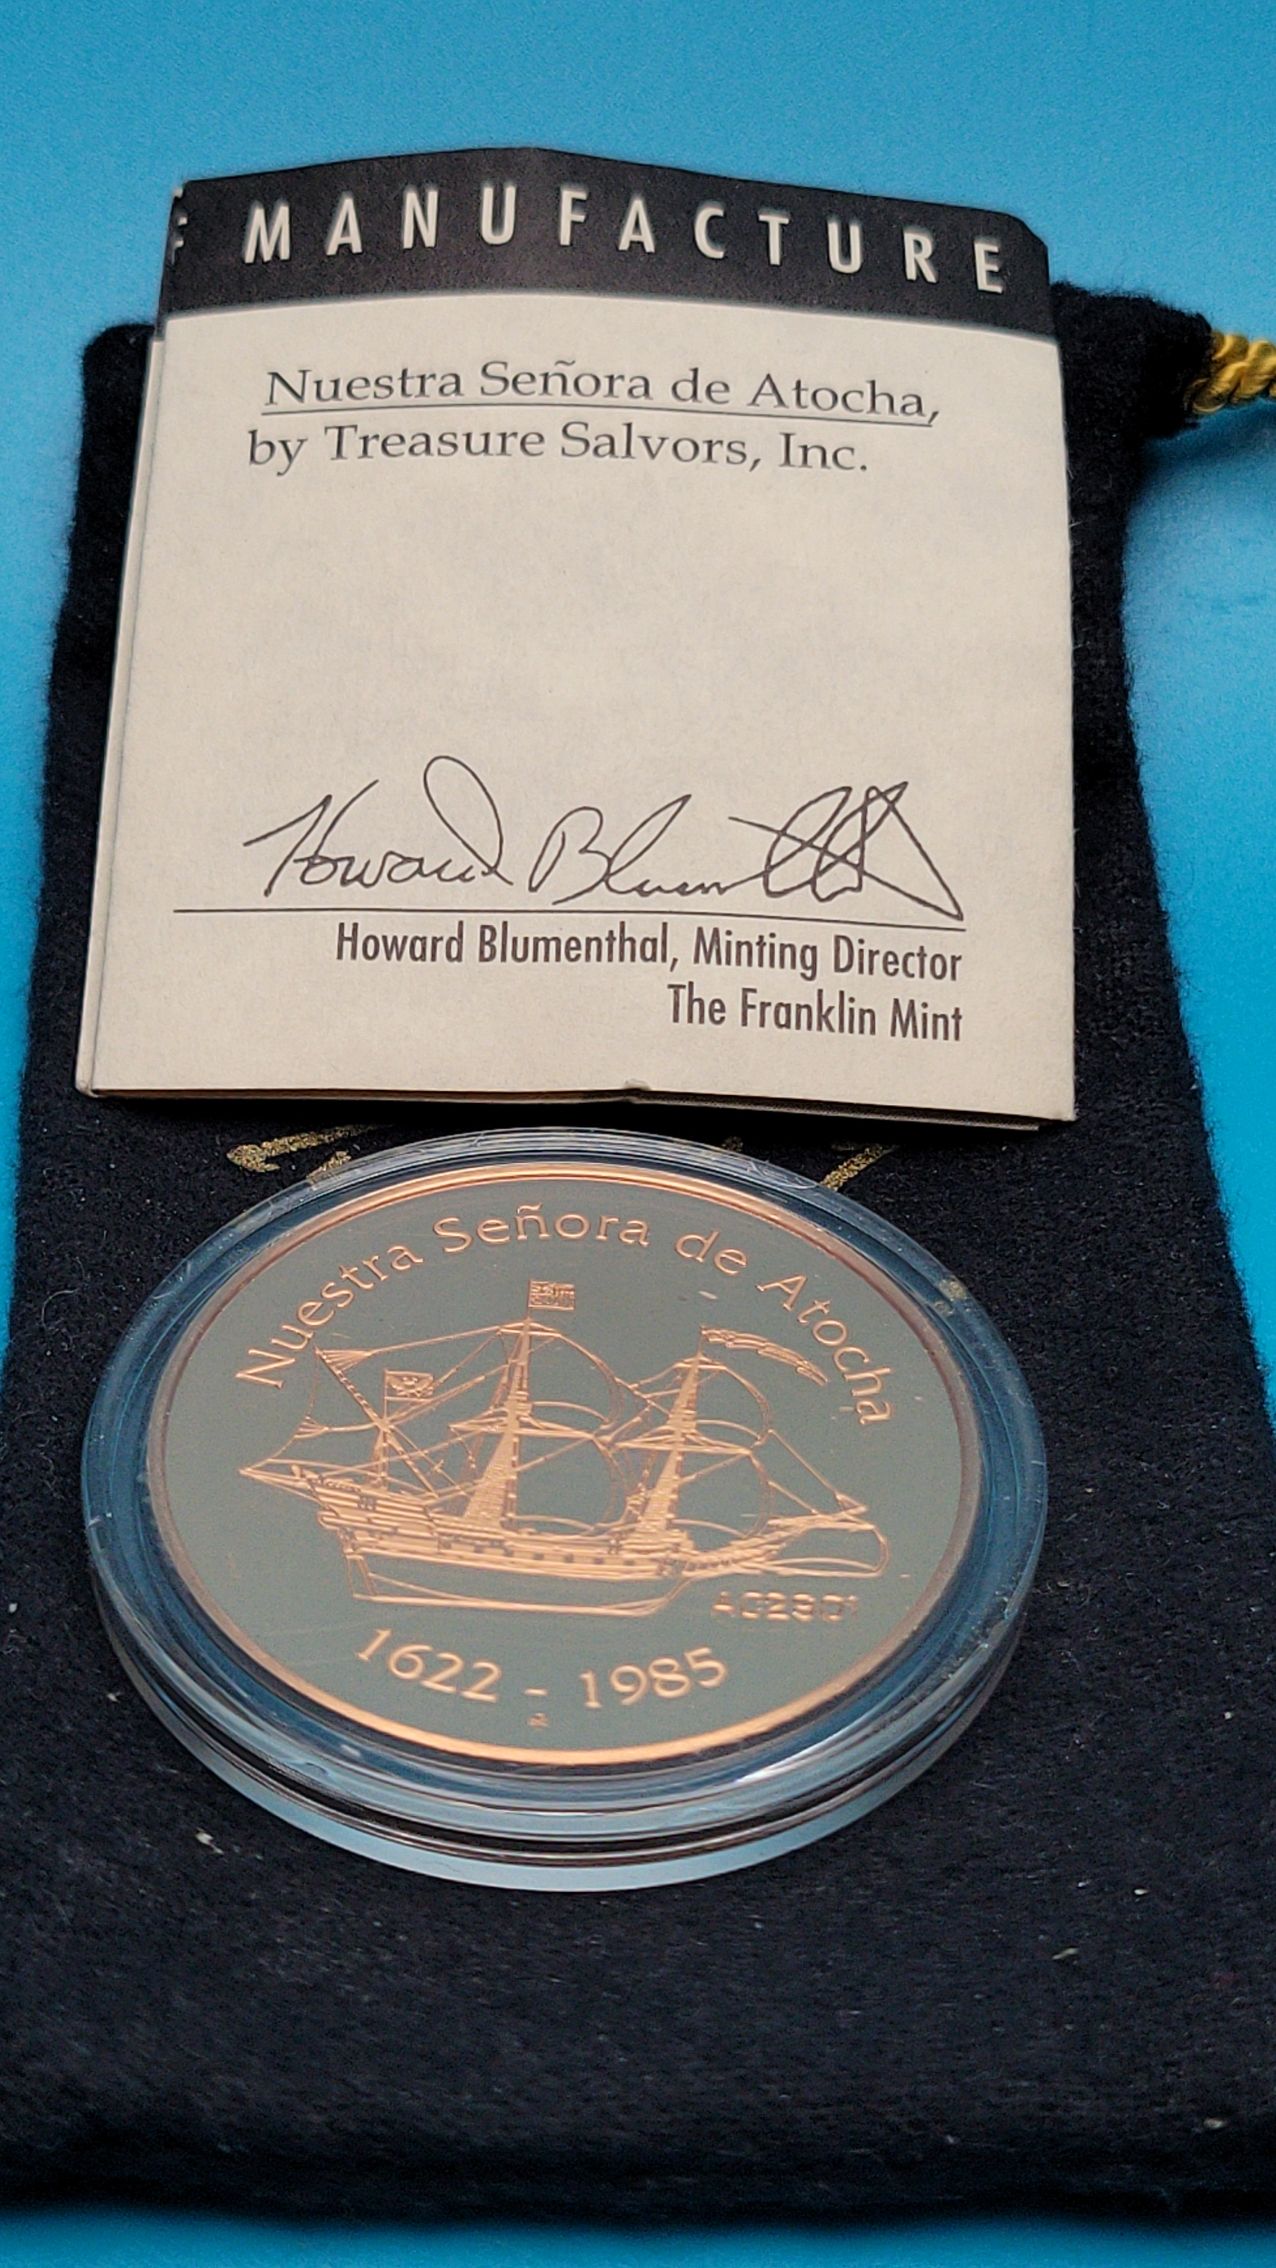 MANUFACTURE
Nuestra Señora de Atocha,
by Treasure Salvors, Inc.
Howard Blumenthal
Howard Blumenthal, Minting Director
The Franklin Mint
Nuestra Señora de Atocha
1622 - 1985